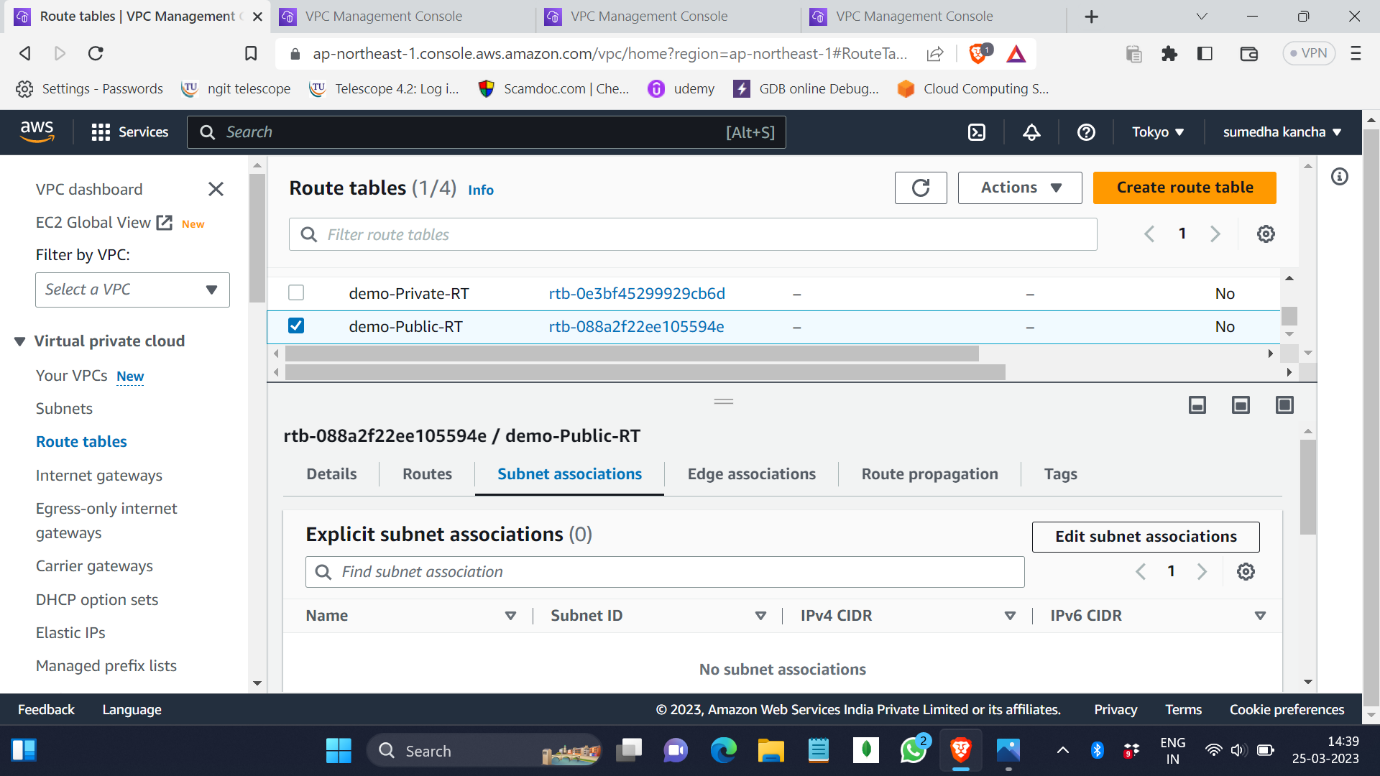 Route tables | VPC Management C
VPC Management Console
VPC Management Console
VPC Management Console
ap-northeast-1.console.aws.amazon.com/vpc/home?region=ap-northeast-1#RouteTa...
1
VPN
Settings - Passwords
TU
ngit telescope
TU
Telescope 4.2: Log i...
Scamdoc.com | Che...
udemy
GDB online Debug...
Cloud Computing S...
aws
Services
Search
[Alt+S]
Tokyo
sumedha kancha
VPC dashboard
EC2 Global View
New
Filter by VPC:
Select a VPC
Virtual private cloud
Your VPCs New
Subnets
Route tables
Internet gateways
Egress-only internet
gateways
Carrier gateways
DHCP option sets
Elastic IPs
Managed prefix lists
Route tables (1/4) Info
Actions
Create route table
Filter route tables
1
demo-Private-RT rtb-0e3bf45299929cb6d – – No
demo-Public-RT rtb-088a2f22ee105594e – – No
rtb-088a2f22ee105594e / demo-Public-RT
Details Routes Subnet associations Edge associations Route propagation Tags
Explicit subnet associations (0)
Edit subnet associations
Find subnet association
1
Name Subnet ID IPv4 CIDR IPv6 CIDR
No subnet associations
Feedback Language © 2023, Amazon Web Services India Private Limited or its affiliates. Privacy Terms Cookie preferences
Search
2
9
ENG
IN
14:39
25-03-2023